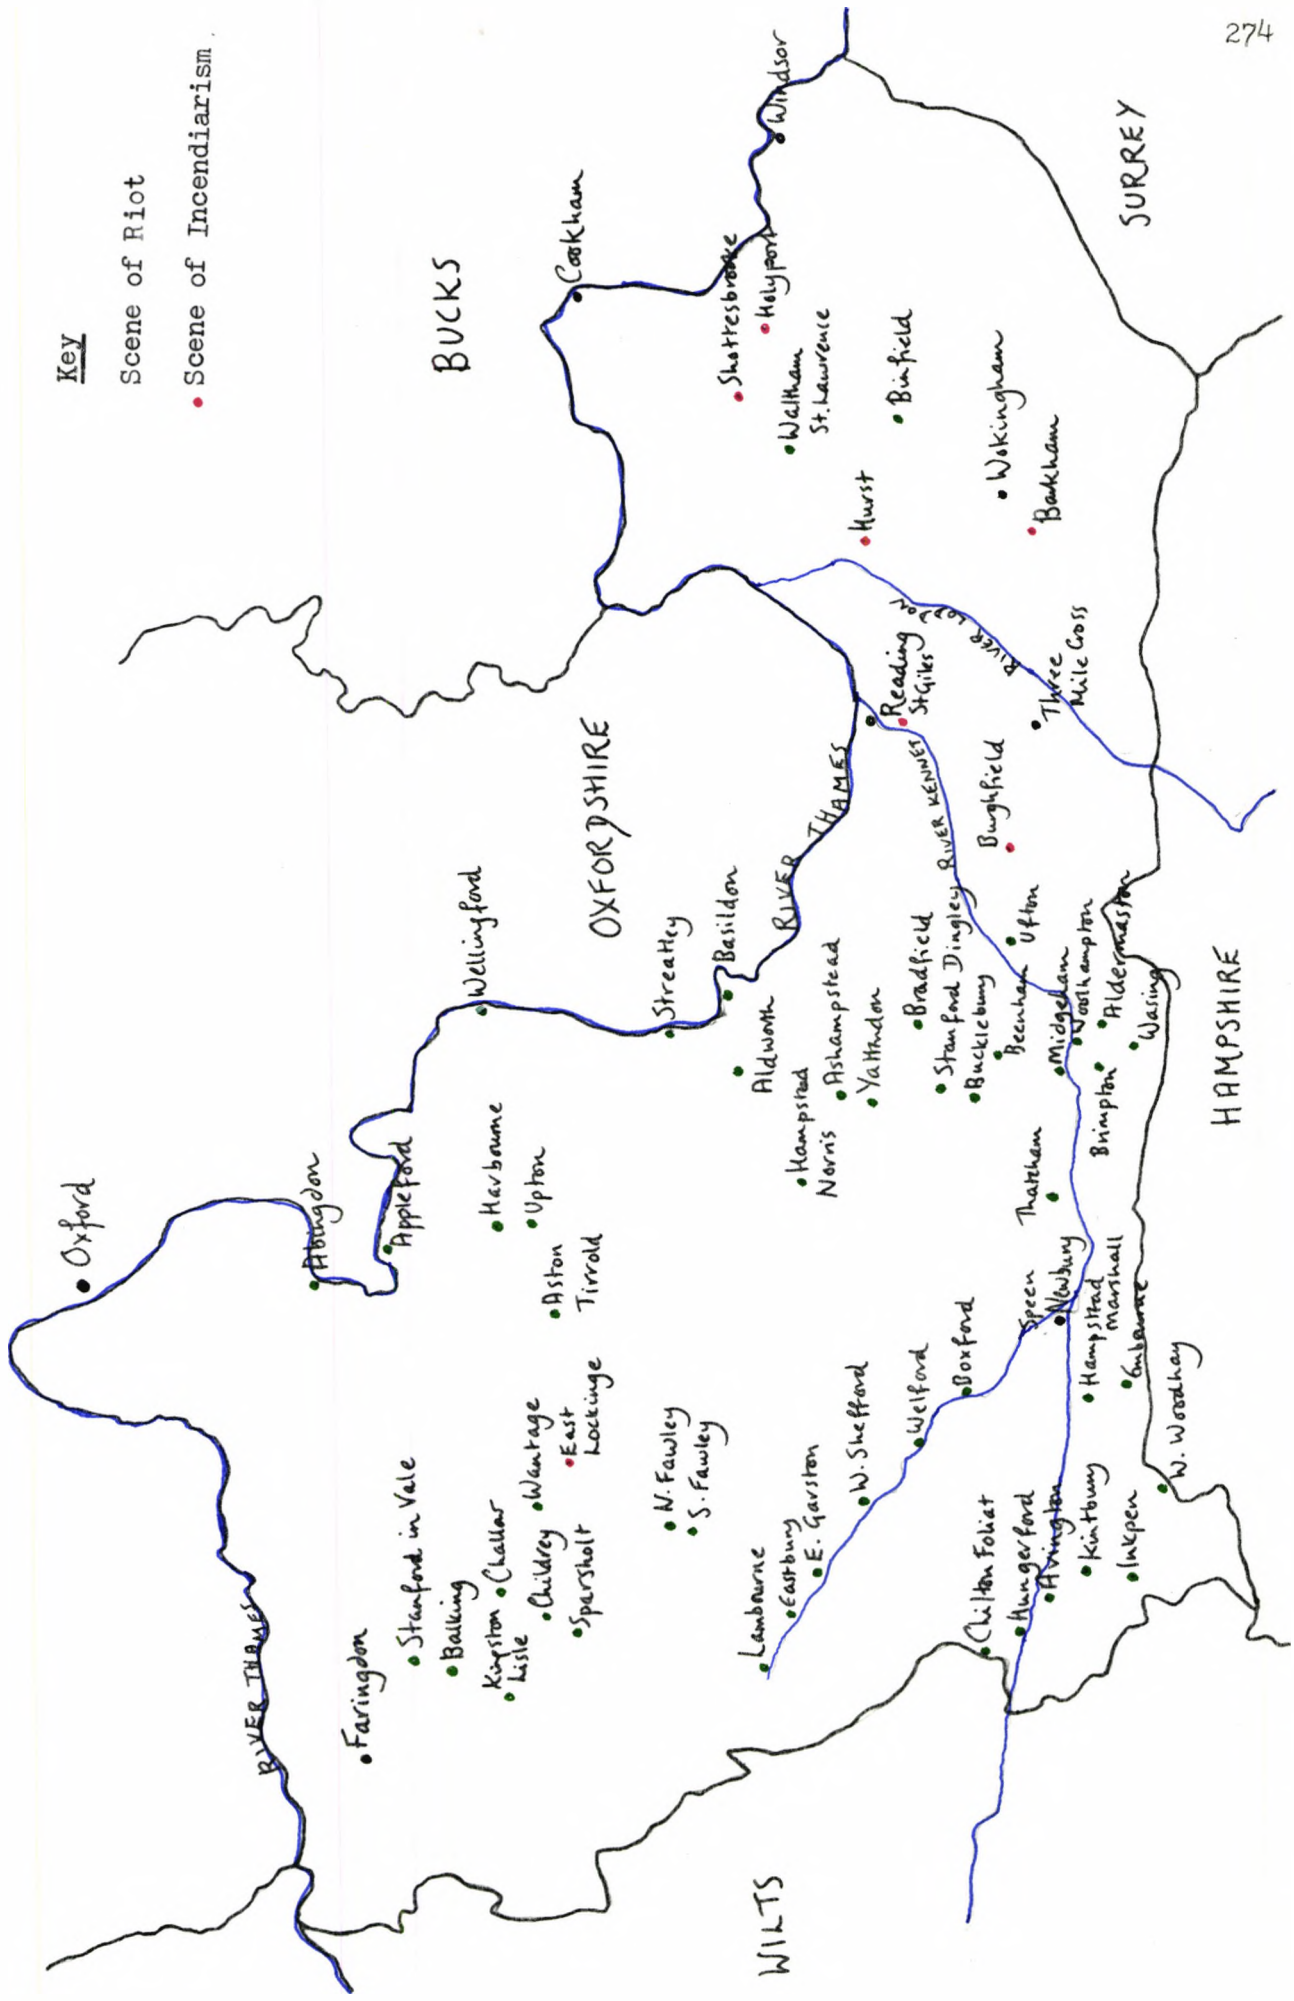 274
Key
Scene of Riot
Scene of Incendiarism.
Oxford
BUCKS
OXFORDSHIRE
SURREY
HAMPSHIRE
WILTS
RIVER THAMES
RIVER THAMES
RIVER KENNET
RIVER LODDON
Abingdon
Appleford
Wellingford
Cookham
Windsor
Shottesbrooke
Holyport
Waltham
St. Lawrence
Binfield
Hurst
Wokingham
Barkham
Reading
St Giles
Three
Mile Cross
Burghfield
Streatley
Basildon
Aldworth
Hampstead
Norris
Ashampstead
Yattendon
Bradfield
Stanford Dingley
Bucklebury
Beenham
Ufton
Midgeham
Woolhampton
Aldermaston
Wasing
Brimpton
Thatcham
Harbourne
Upton
Aston
Tirrold
Faringdon
Stanford in Vale
Balking
Kingston
Lisle
Challow
Childrey
Sparsholt
Wantage
East
Lockinge
N. Fawley
S. Fawley
Lambourne
Eastbury
E. Garston
W. Shefford
Welford
Boxford
Speen
Newbury
Hampstead
Marshall
Enbourne
W. Woodhay
Chilton Foliat
Hungerford
Avington
Kintbury
Inkpen